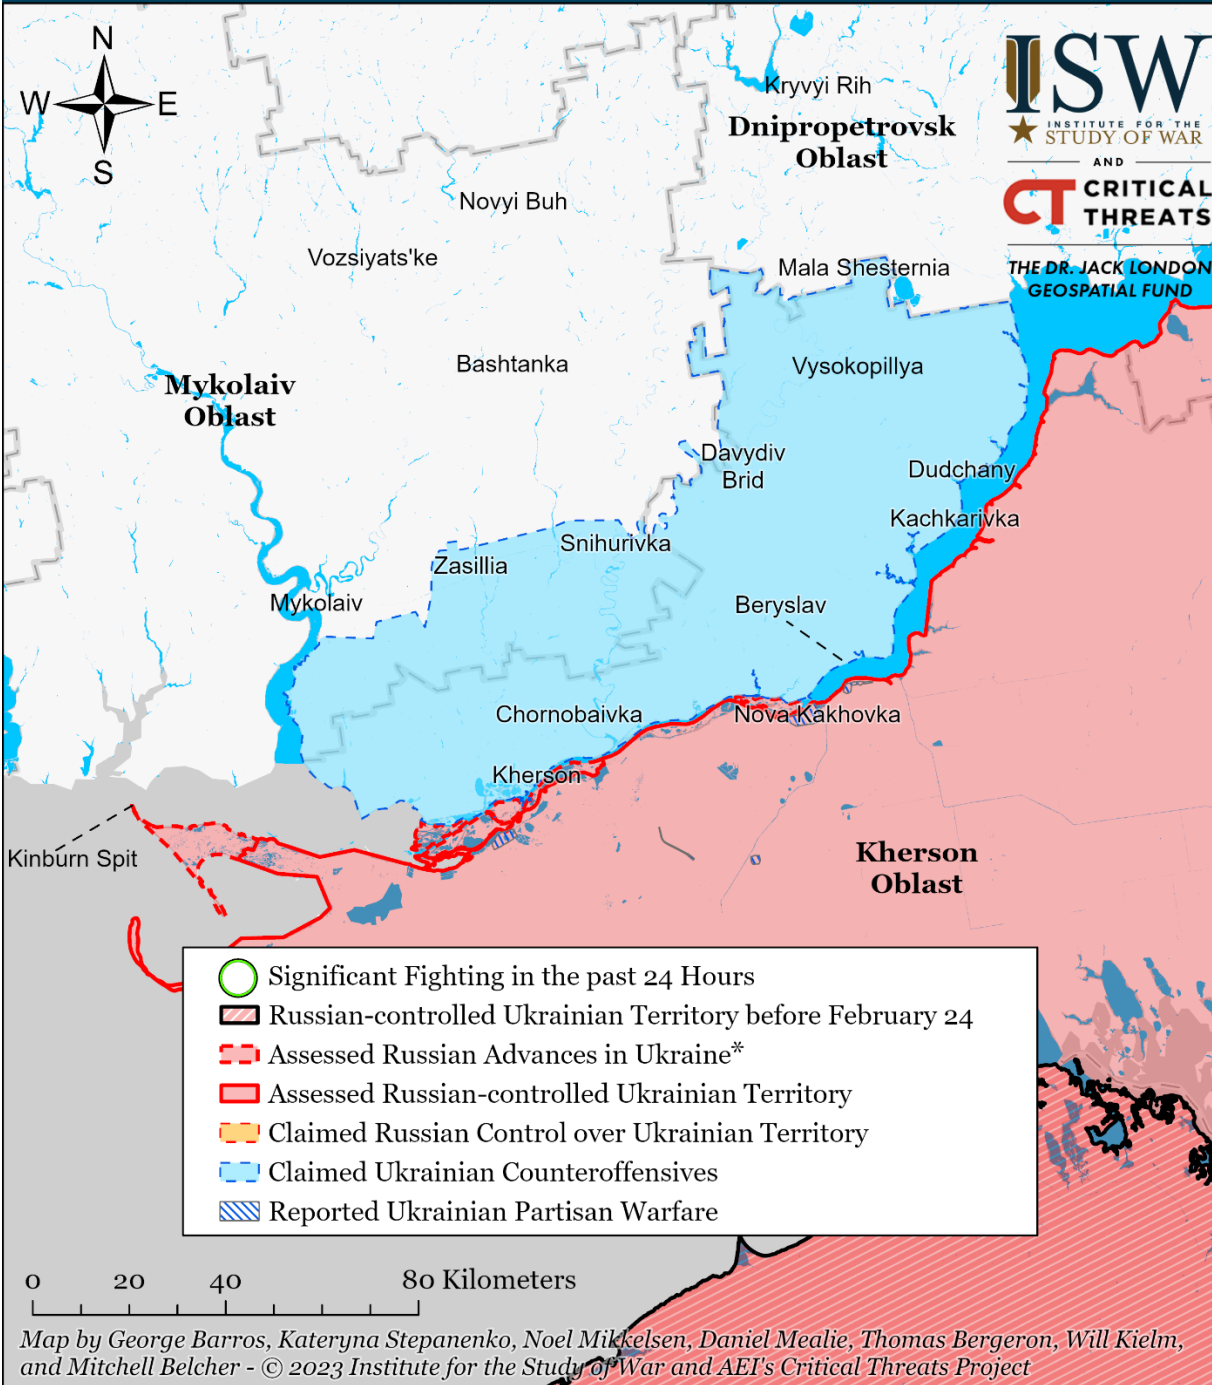 N
W E
S
ISW
INSTITUTE FOR THE
STUDY OF WAR
AND
CT CRITICAL
THREATS
THE DR. JACK LONDON
GEOSPATIAL FUND
Kryvyi Rih
Dnipropetrovsk
Oblast
Novyi Buh
Vozsiyats'ke
Mala Shesternia
Bashtanka
Vysokopillya
Mykolaiv
Oblast
Davydiv
Brid
Dudchany
Kachkarivka
Snihurivka
Zasillia
Mykolaiv
Beryslav
Chornobaivka
Nova Kakhovka
Kherson
Kinburn Spit
Kherson
Oblast
Significant Fighting in the past 24 Hours
Russian-controlled Ukrainian Territory before February 24
Assessed Russian Advances in Ukraine*
Assessed Russian-controlled Ukrainian Territory
Claimed Russian Control over Ukrainian Territory
Claimed Ukrainian Counteroffensives
Reported Ukrainian Partisan Warfare
0 20 40 80 Kilometers
Map by George Barros, Kateryna Stepanenko, Noel Mikkelsen, Daniel Mealie, Thomas Bergeron, Will Kielm,
and Mitchell Belcher - © 2023 Institute for the Study of War and AEI's Critical Threats Project